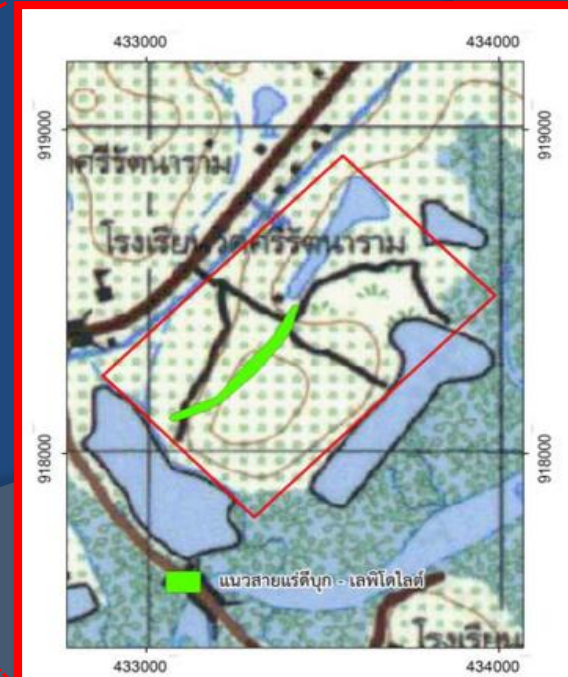 433000 434000
919000 919000
ศรีรัตนาราม
โรงเรียนวัดศรีรัตนาราม
918000 918000
แนวสายแร่ดีบุก - เลพิโดไลต์
โรงเรียน
433000 434000